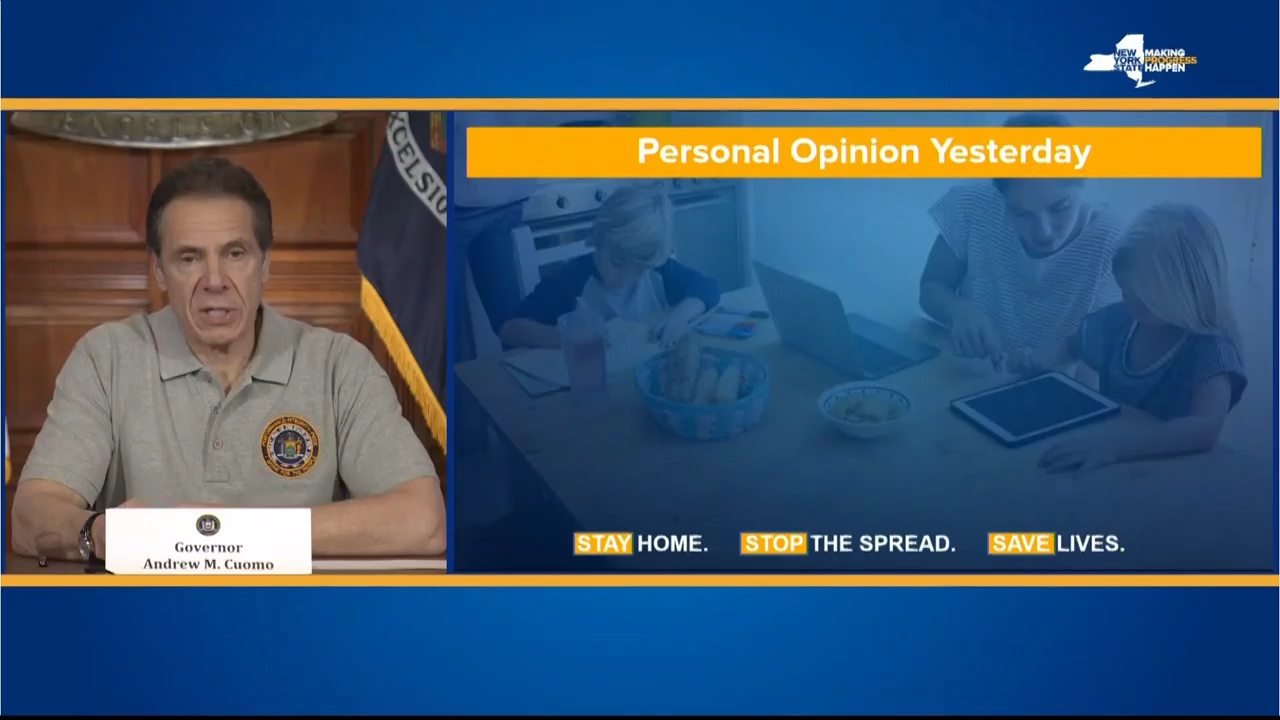 NEW
YORK
STATE
MAKING
PROGRESS
HAPPEN
EXCELSIOR
EXCELSIO
Personal Opinion Yesterday
STAY HOME. STOP THE SPREAD. SAVE LIVES.
Governor
Andrew M. Cuomo